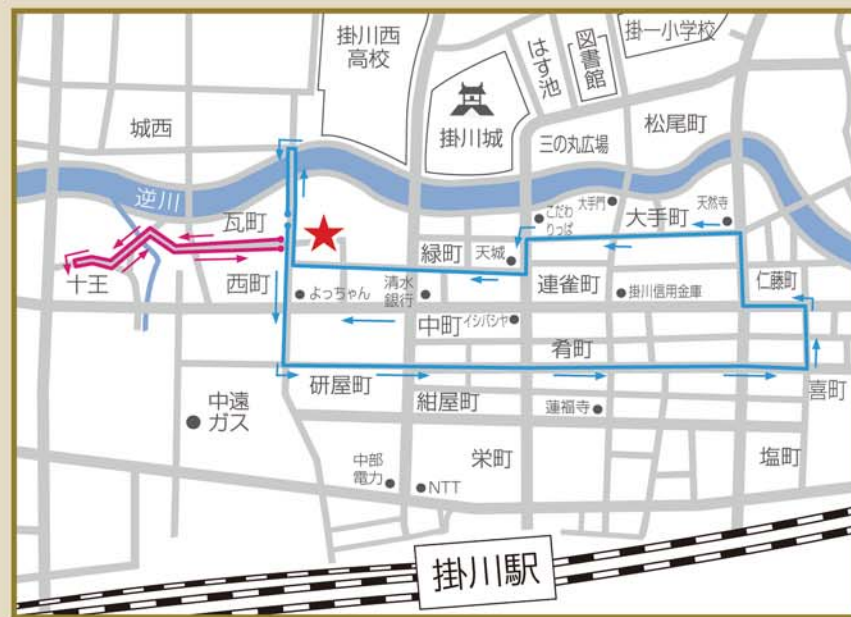 掛川西
高校
はす池
図書館
掛一小学校
城西
掛川城
三の丸広場
松尾町
逆川
瓦町
こだわ
りっぱ
大手門
大手町
天然寺
緑町
天城
十王
西町
よっちゃん
清水
銀行
連雀町
掛川信用金庫
仁藤町
中町
イシバシヤ
肴町
研屋町
紺屋町
蓮福寺
喜町
中遠
ガス
中部
電力
NTT
栄町
塩町
掛川駅